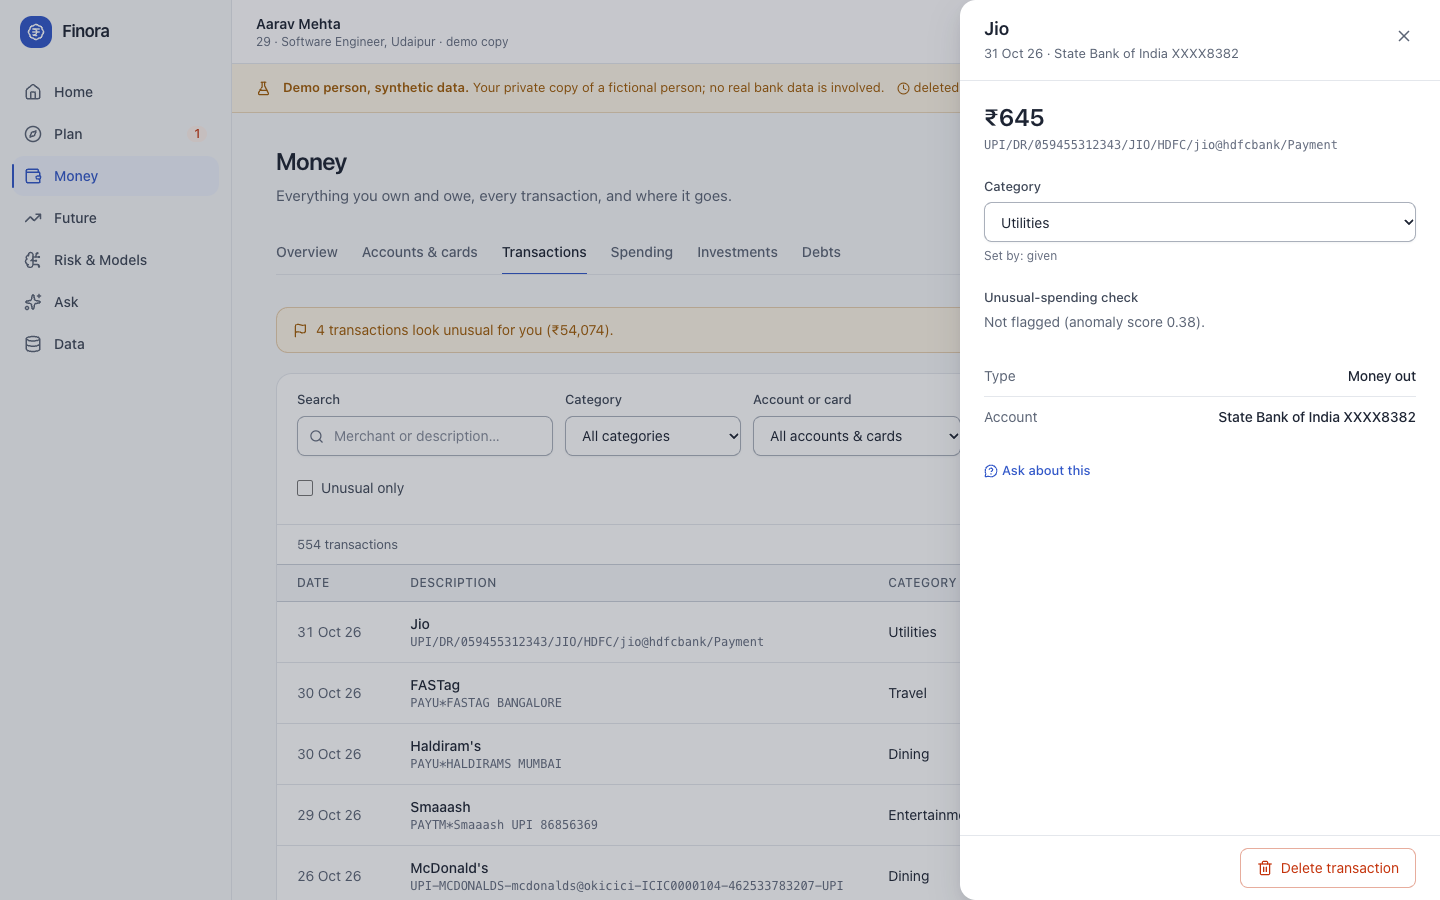 Finora
Home
Plan 1
Money
Future
Risk & Models
Ask
Data
Aarav Mehta
29 · Software Engineer, Udaipur · demo copy
Demo person, synthetic data. Your private copy of a fictional person; no real bank data is involved. deleted
Money
Everything you own and owe, every transaction, and where it goes.
Overview Accounts & cards Transactions Spending Investments Debts
4 transactions look unusual for you (₹54,074).
Search Category Account or card
Merchant or description... All categories All accounts & cards
Unusual only
554 transactions
DATE DESCRIPTION CATEGORY
31 Oct 26 Jio Utilities
UPI/DR/059455312343/JIO/HDFC/jio@hdfcbank/Payment
30 Oct 26 FASTag Travel
PAYU*FASTAG BANGALORE
30 Oct 26 Haldiram's Dining
PAYU*HALDIRAMS MUMBAI
29 Oct 26 Smaaash Entertainm
PAYTM*Smaaash UPI 86856369
26 Oct 26 McDonald's Dining
UPI-MCDONALDS-mcdonalds@okicici-ICIC0000104-462533783207-UPI
Jio
31 Oct 26 · State Bank of India XXXX8382
₹645
UPI/DR/059455312343/JIO/HDFC/jio@hdfcbank/Payment
Category
Utilities
Set by: given
Unusual-spending check
Not flagged (anomaly score 0.38).
Type Money out
Account State Bank of India XXXX8382
Ask about this
Delete transaction